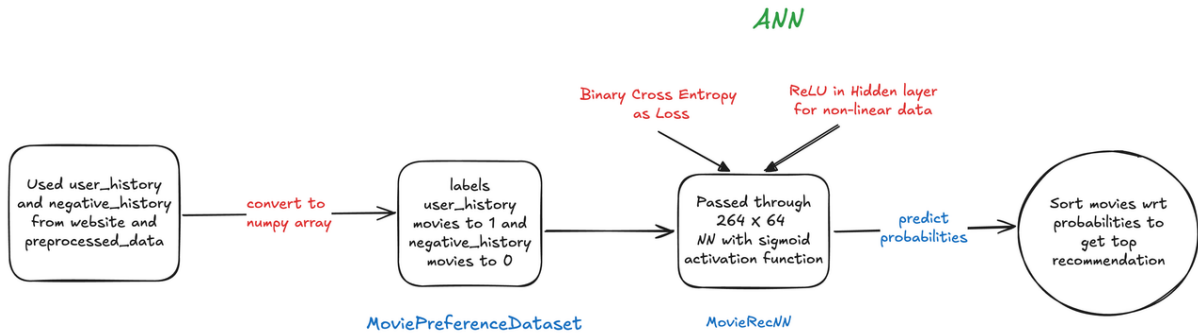 ANN
Binary Cross Entropy
as Loss
ReLU in Hidden layer
for non-linear data
Used user_history
and negative_history
from website and
preprocessed_data
convert to
numpy array
labels
user_history
movies to 1 and
negative_history
movies to 0
MoviePreferenceDataset
Passed through
264 X 64
NN with sigmoid
activation function
MovieRecNN
predict
probabilities
Sort movies wrt
probabilities to
get top
recommendation